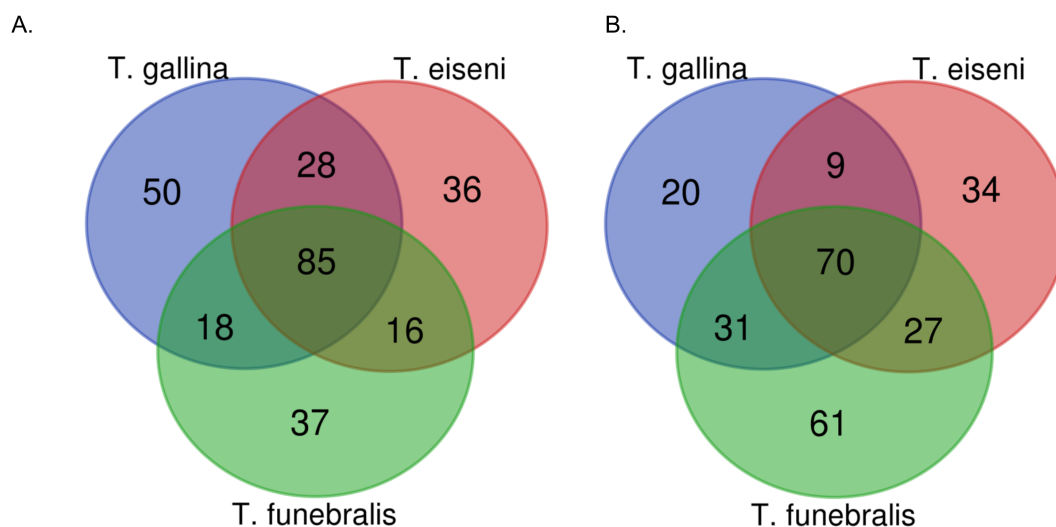 A.
T. gallina
T. eiseni
50
28
36
85
18
16
37
T. funebralis
B.
T. gallina
T. eiseni
20
9
34
70
31
27
61
T. funebralis